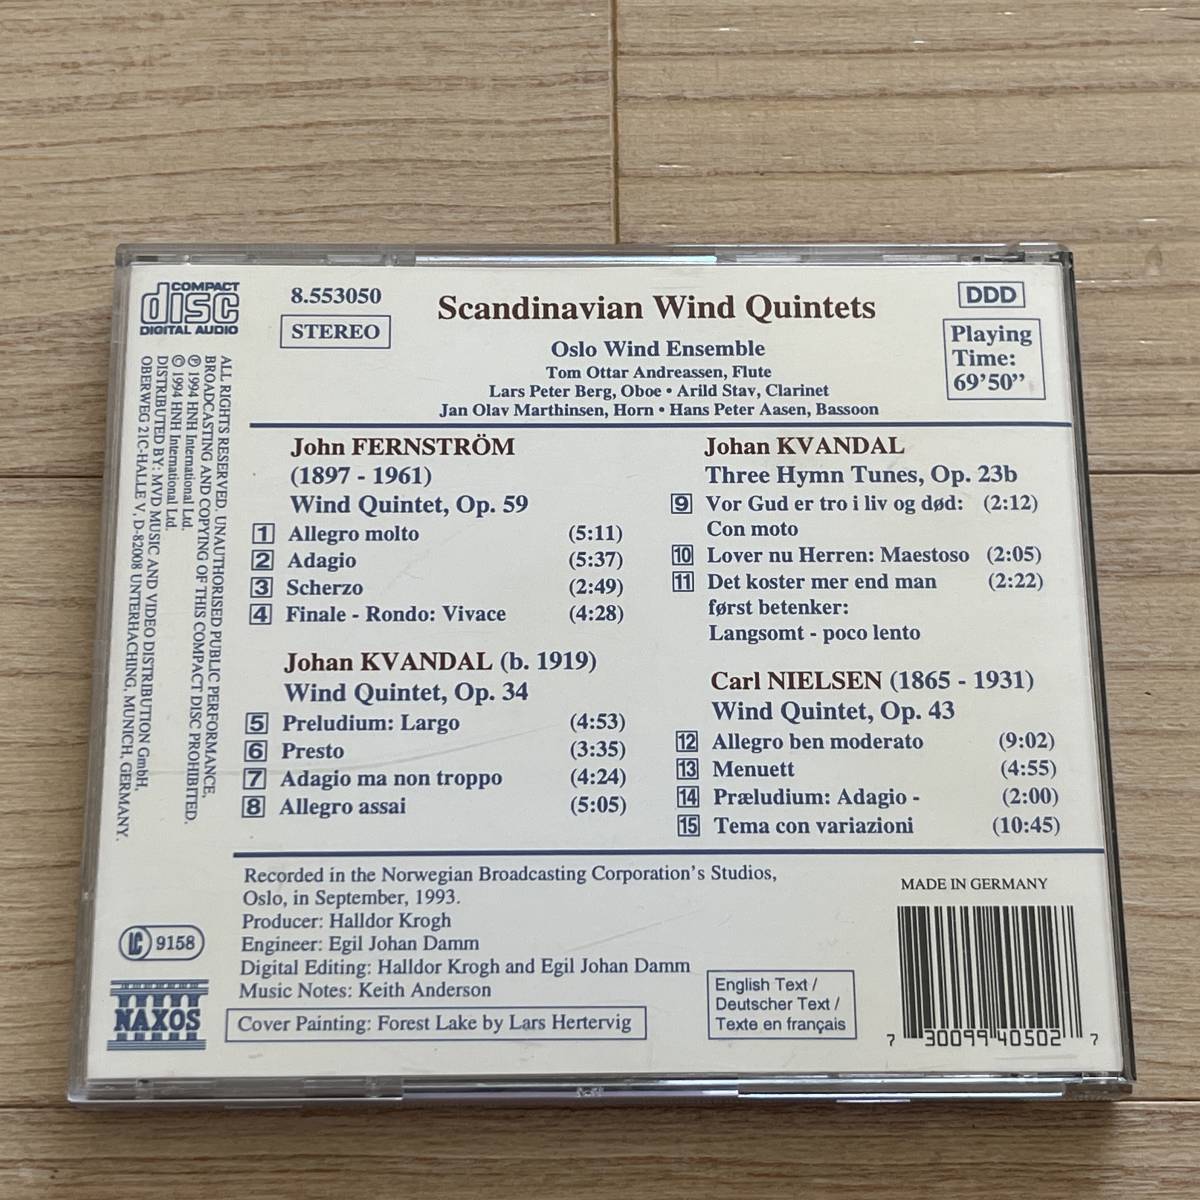 COMPACT
disc
DIGITAL AUDIO
8.553050
STEREO
Scandinavian Wind Quintets
Oslo Wind Ensemble
Tom Ottar Andreassen, Flute
Lars Peter Berg, Oboe • Arild Stav, Clarinet
Jan Olav Marthinsen, Horn • Hans Peter Aasen, Bassoon
DDD
Playing
Time:
69'50”
ALL RIGHTS RESERVED. UNAUTHORISED PUBLIC PERFORMANCE,
BROADCASTING AND COPYING OF THIS COMPACT DISC PROHIBITED.
℗ 1994 HNH International Ltd.
© 1994 HNH International Ltd.
DISTRIBUTED BY: MVD MUSIC AND VIDEO DISTRIBUTION GmbH,
OBERWEG 21C-HALLE V, D-82008 UNTERHACHING, MUNICH, GERMANY.
John FERNSTRÖM
(1897 - 1961)
Wind Quintet, Op. 59
1 Allegro molto (5:11)
2 Adagio (5:37)
3 Scherzo (2:49)
4 Finale - Rondo: Vivace (4:28)
Johan KVANDAL (b. 1919)
Wind Quintet, Op. 34
5 Preludium: Largo (4:53)
6 Presto (3:35)
7 Adagio ma non troppo (4:24)
8 Allegro assai (5:05)
Johan KVANDAL
Three Hymn Tunes, Op. 23b
9 Vor Gud er tro i liv og død: (2:12)
Con moto
10 Lover nu Herren: Maestoso (2:05)
11 Det koster mer end man (2:22)
først betenker:
Langsomt - poco lento
Carl NIELSEN (1865 - 1931)
Wind Quintet, Op. 43
12 Allegro ben moderato (9:02)
13 Menuett (4:55)
14 Præludium: Adagio - (2:00)
15 Tema con variazioni (10:45)
Recorded in the Norwegian Broadcasting Corporation's Studios,
Oslo, in September, 1993.
Producer: Halldor Krogh
Engineer: Egil Johan Damm
Digital Editing: Halldor Krogh and Egil Johan Damm
Music Notes: Keith Anderson
Cover Painting: Forest Lake by Lars Hertervig
LC 9158
NAXOS
English Text /
Deutscher Text /
Texte en français
MADE IN GERMANY
7 30099 40502 7